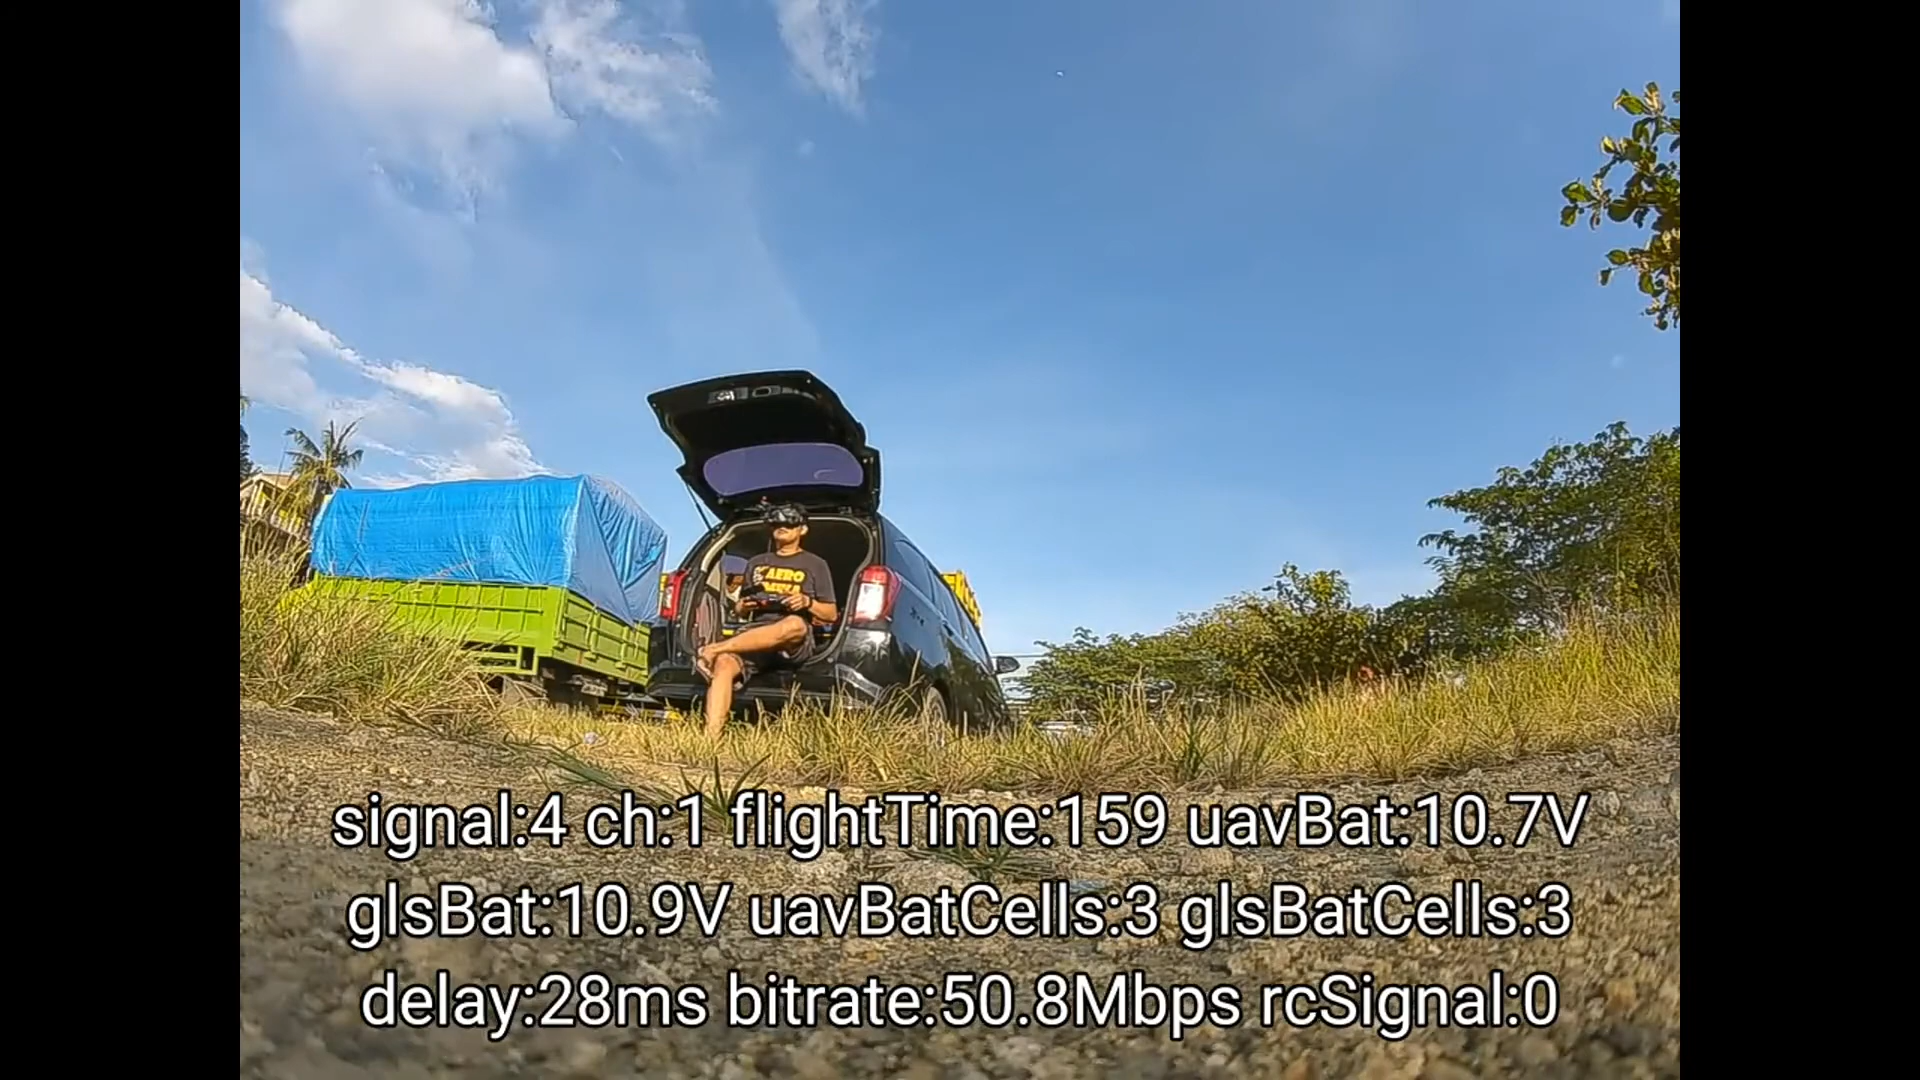 AERO
signal:4 ch:1 flightTime:159 uavBat:10.7V
glsBat:10.9V uavBatCells:3 glsBatCells:3
delay:28ms bitrate:50.8Mbps rcSignal:0